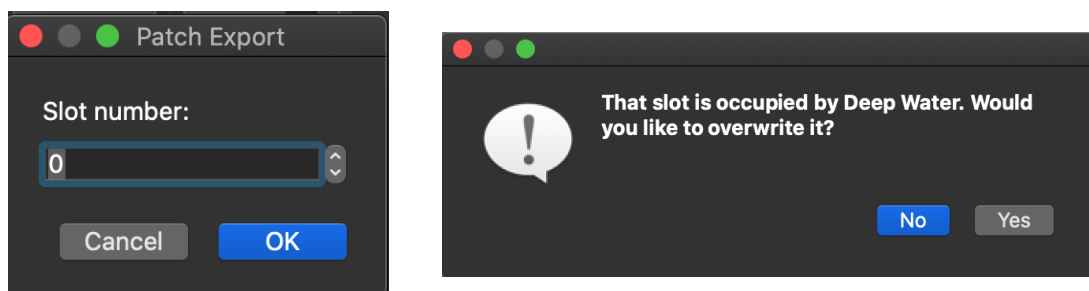 Patch Export
Slot number:
0
Cancel
OK
That slot is occupied by Deep Water. Would
you like to overwrite it?
No
Yes